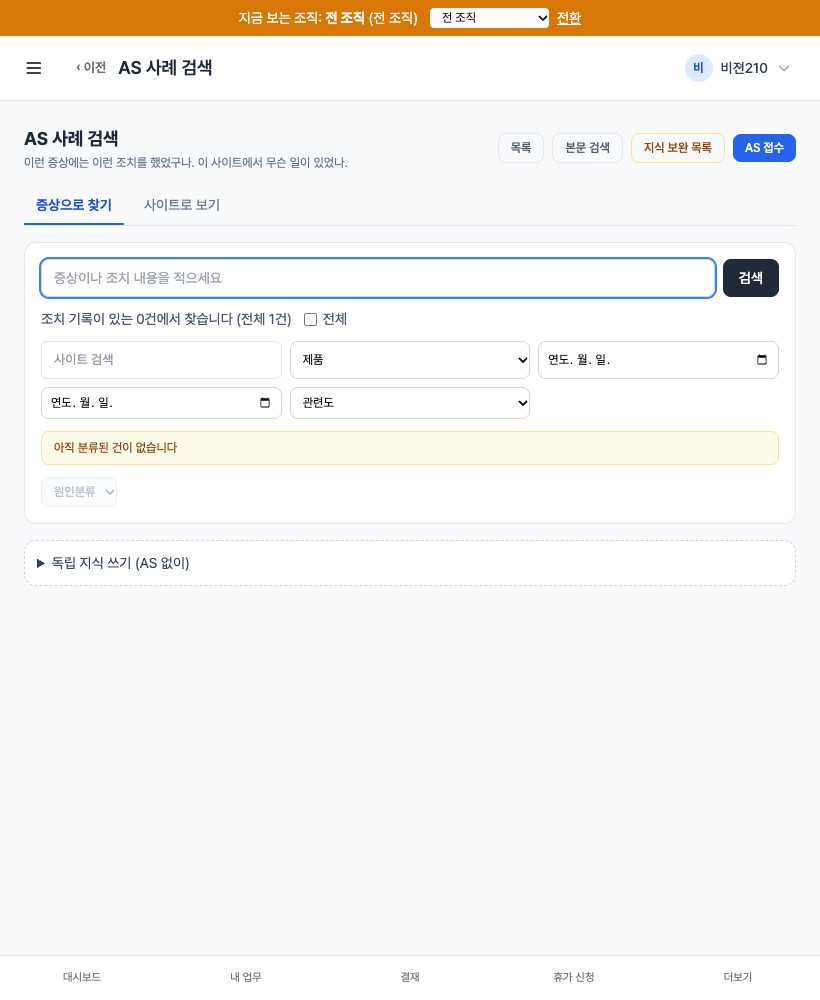 지금 보는 조직: 전 조직 (전 조직) 전 조직 전환
‹ 이전 AS 사례 검색 비 비젼210
AS 사례 검색
이런 증상에는 이런 조치를 했었구나. 이 사이트에서 무슨 일이 있었나.
목록 본문 검색 지식 보완 목록 AS 접수
증상으로 찾기 사이트로 보기
증상이나 조치 내용을 적으세요 검색
조치 기록이 있는 0건에서 찾습니다 (전체 1건) 전체
사이트 검색 제품 연도. 월. 일.
연도. 월. 일. 관련도
아직 분류된 건이 없습니다
원인분류
▶ 독립 지식 쓰기 (AS 없이)
대시보드 내 업무 결재 휴가 신청 더보기